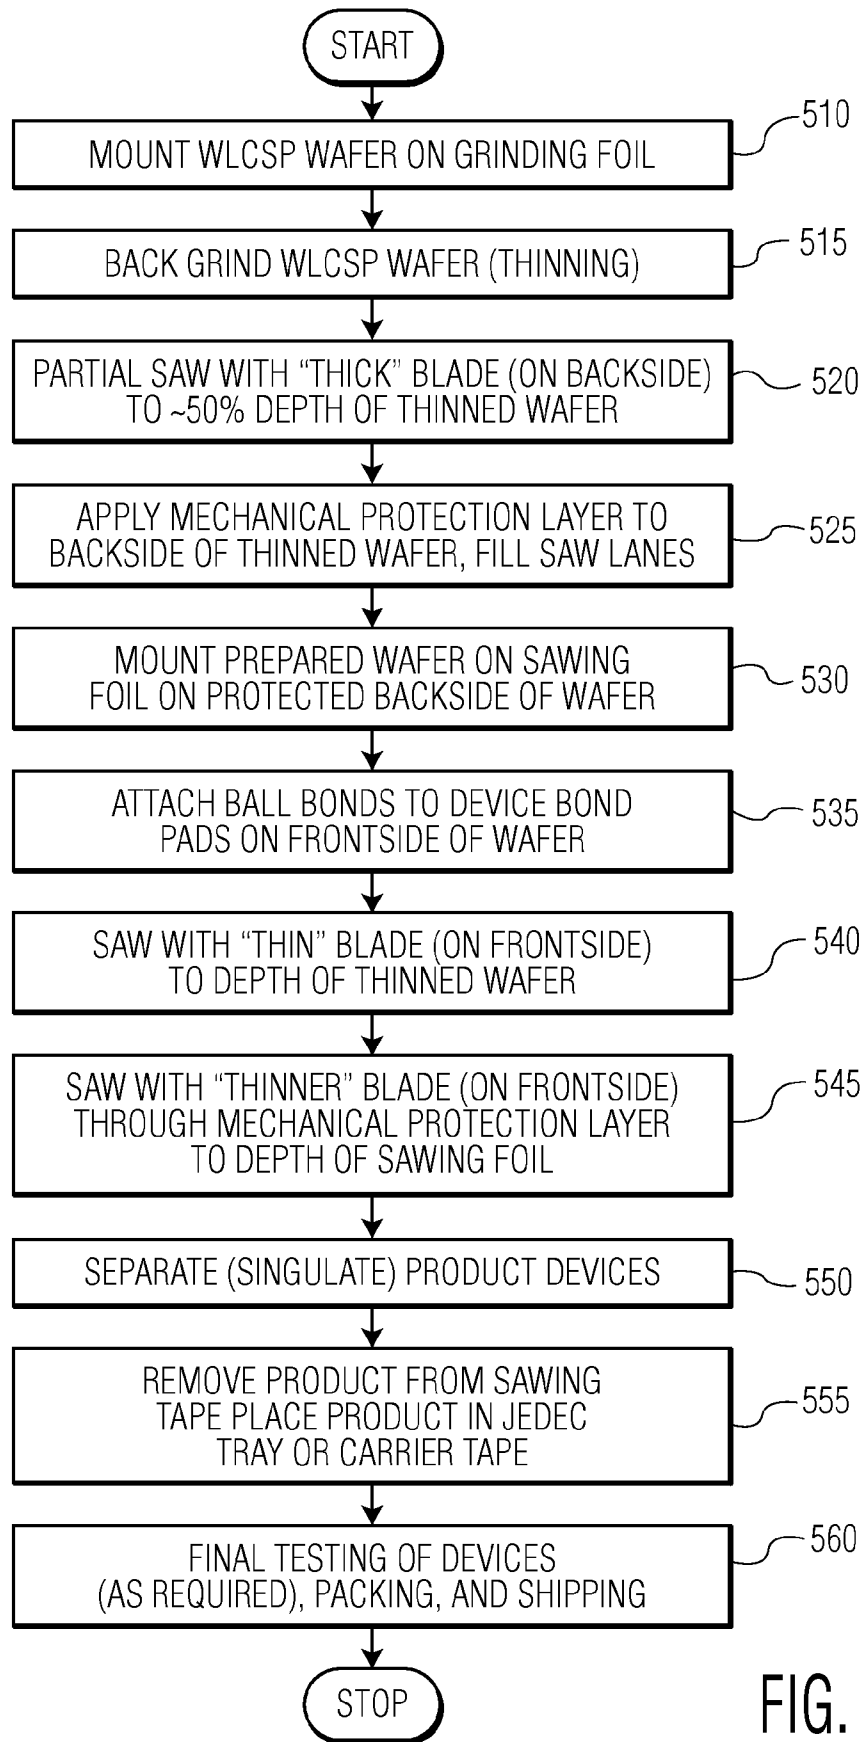 START
MOUNT WLCSP WAFER ON GRINDING FOIL
510
BACK GRIND WLCSP WAFER (THINNING)
515
PARTIAL SAW WITH “THICK” BLADE (ON BACKSIDE)
TO ~50% DEPTH OF THINNED WAFER
520
APPLY MECHANICAL PROTECTION LAYER TO
BACKSIDE OF THINNED WAFER, FILL SAW LANES
525
MOUNT PREPARED WAFER ON SAWING
FOIL ON PROTECTED BACKSIDE OF WAFER
530
ATTACH BALL BONDS TO DEVICE BOND
PADS ON FRONTSIDE OF WAFER
535
SAW WITH “THIN” BLADE (ON FRONTSIDE)
TO DEPTH OF THINNED WAFER
540
SAW WITH “THINNER” BLADE (ON FRONTSIDE)
THROUGH MECHANICAL PROTECTION LAYER
TO DEPTH OF SAWING FOIL
545
SEPARATE (SINGULATE) PRODUCT DEVICES
550
REMOVE PRODUCT FROM SAWING
TAPE PLACE PRODUCT IN JEDEC
TRAY OR CARRIER TAPE
555
FINAL TESTING OF DEVICES
(AS REQUIRED), PACKING, AND SHIPPING
560
STOP
FIG.